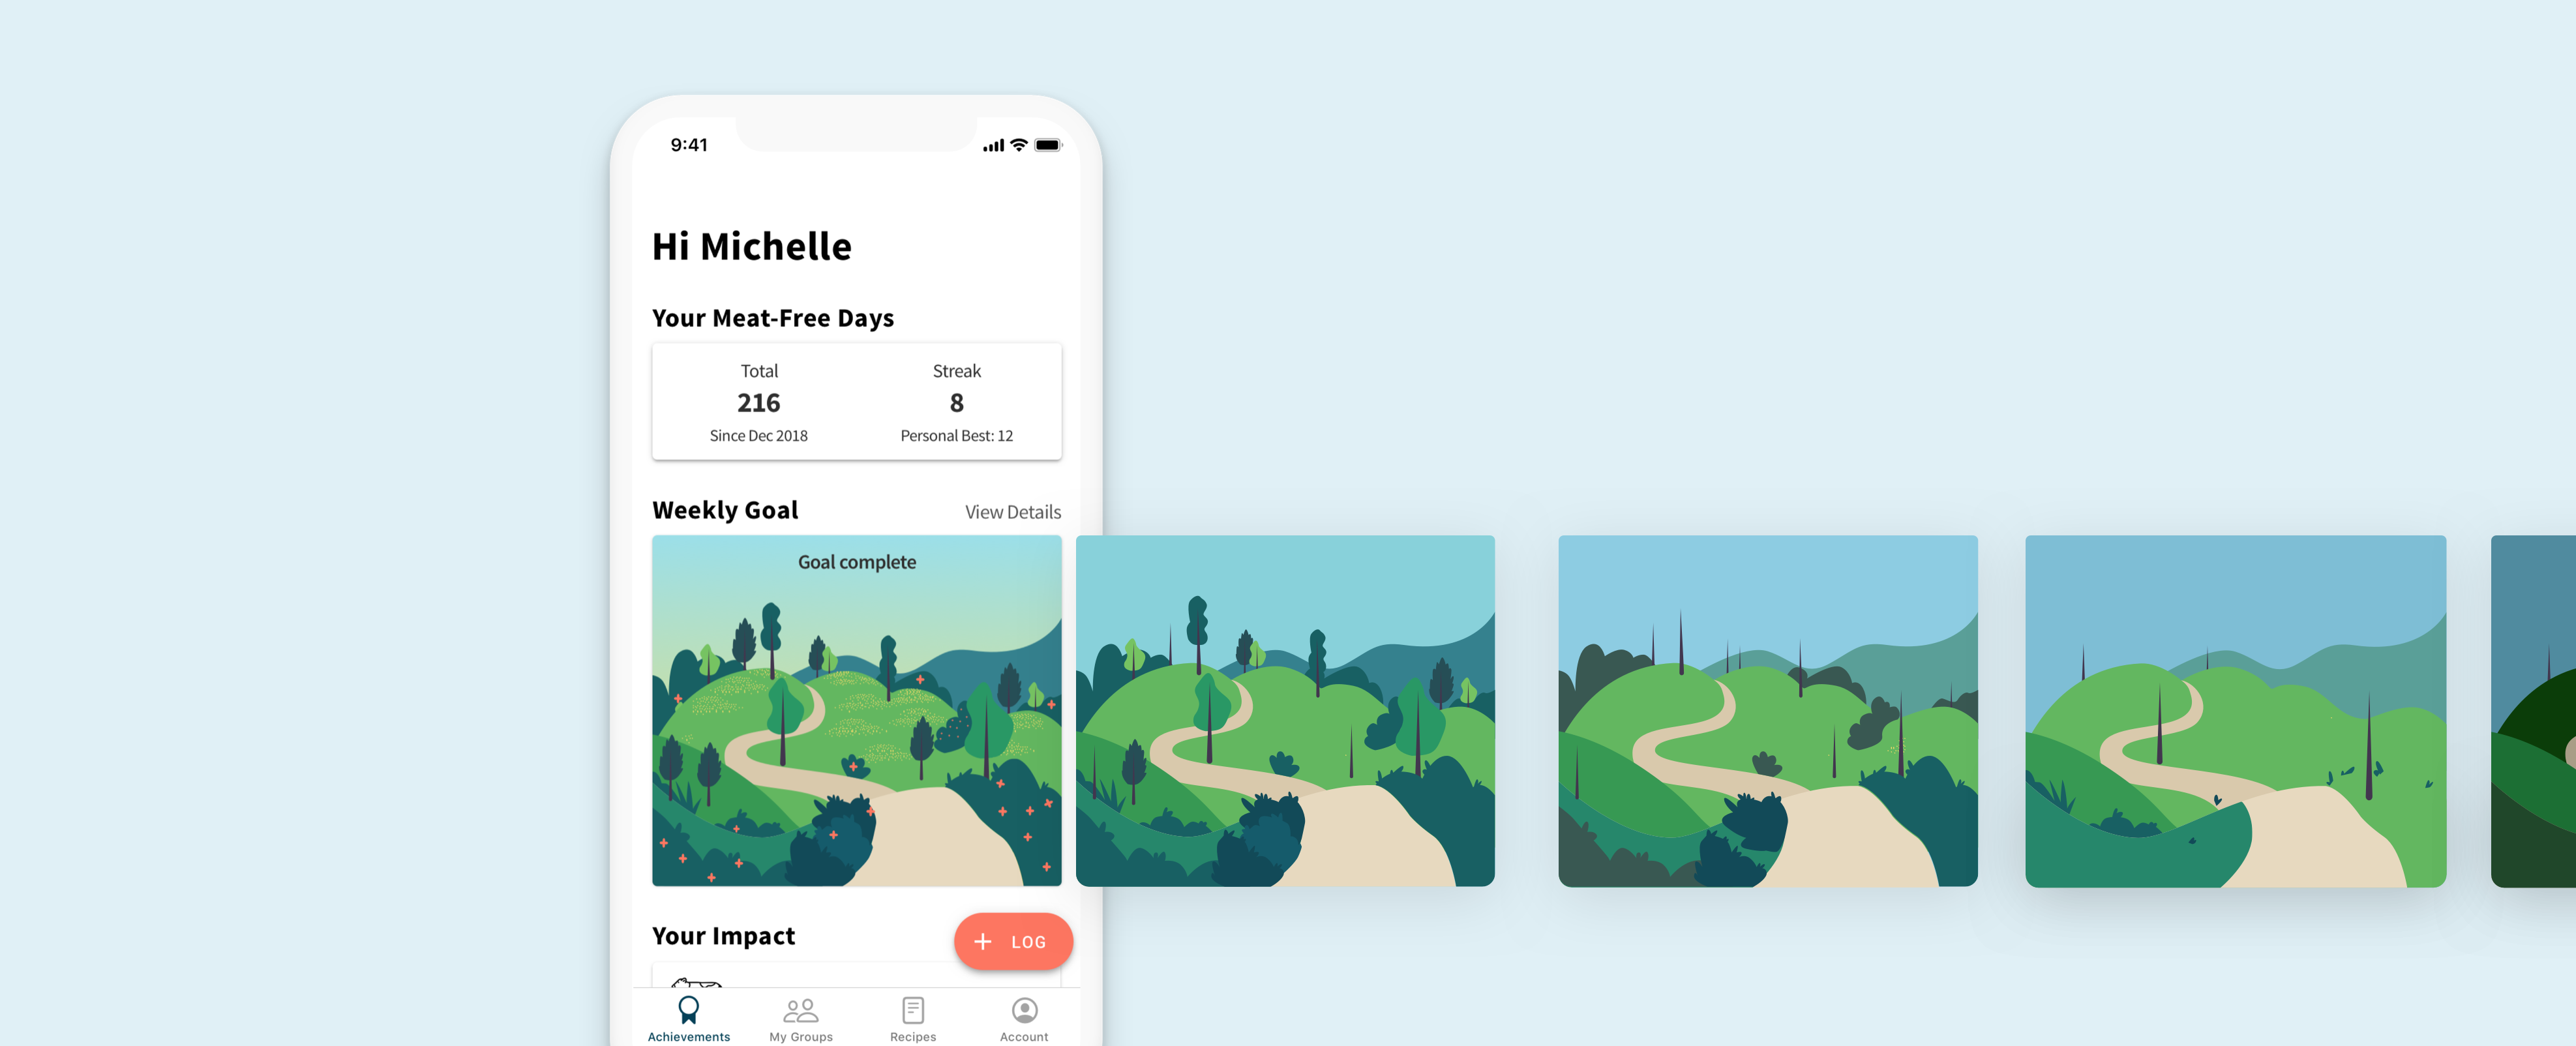 9:41
Hi Michelle
Your Meat-Free Days
Total
Streak
216
8
Since Dec 2018
Personal Best: 12
Weekly Goal
View Details
Goal complete
Your Impact
+ LOG
Achievements
My Groups
Recipes
Account